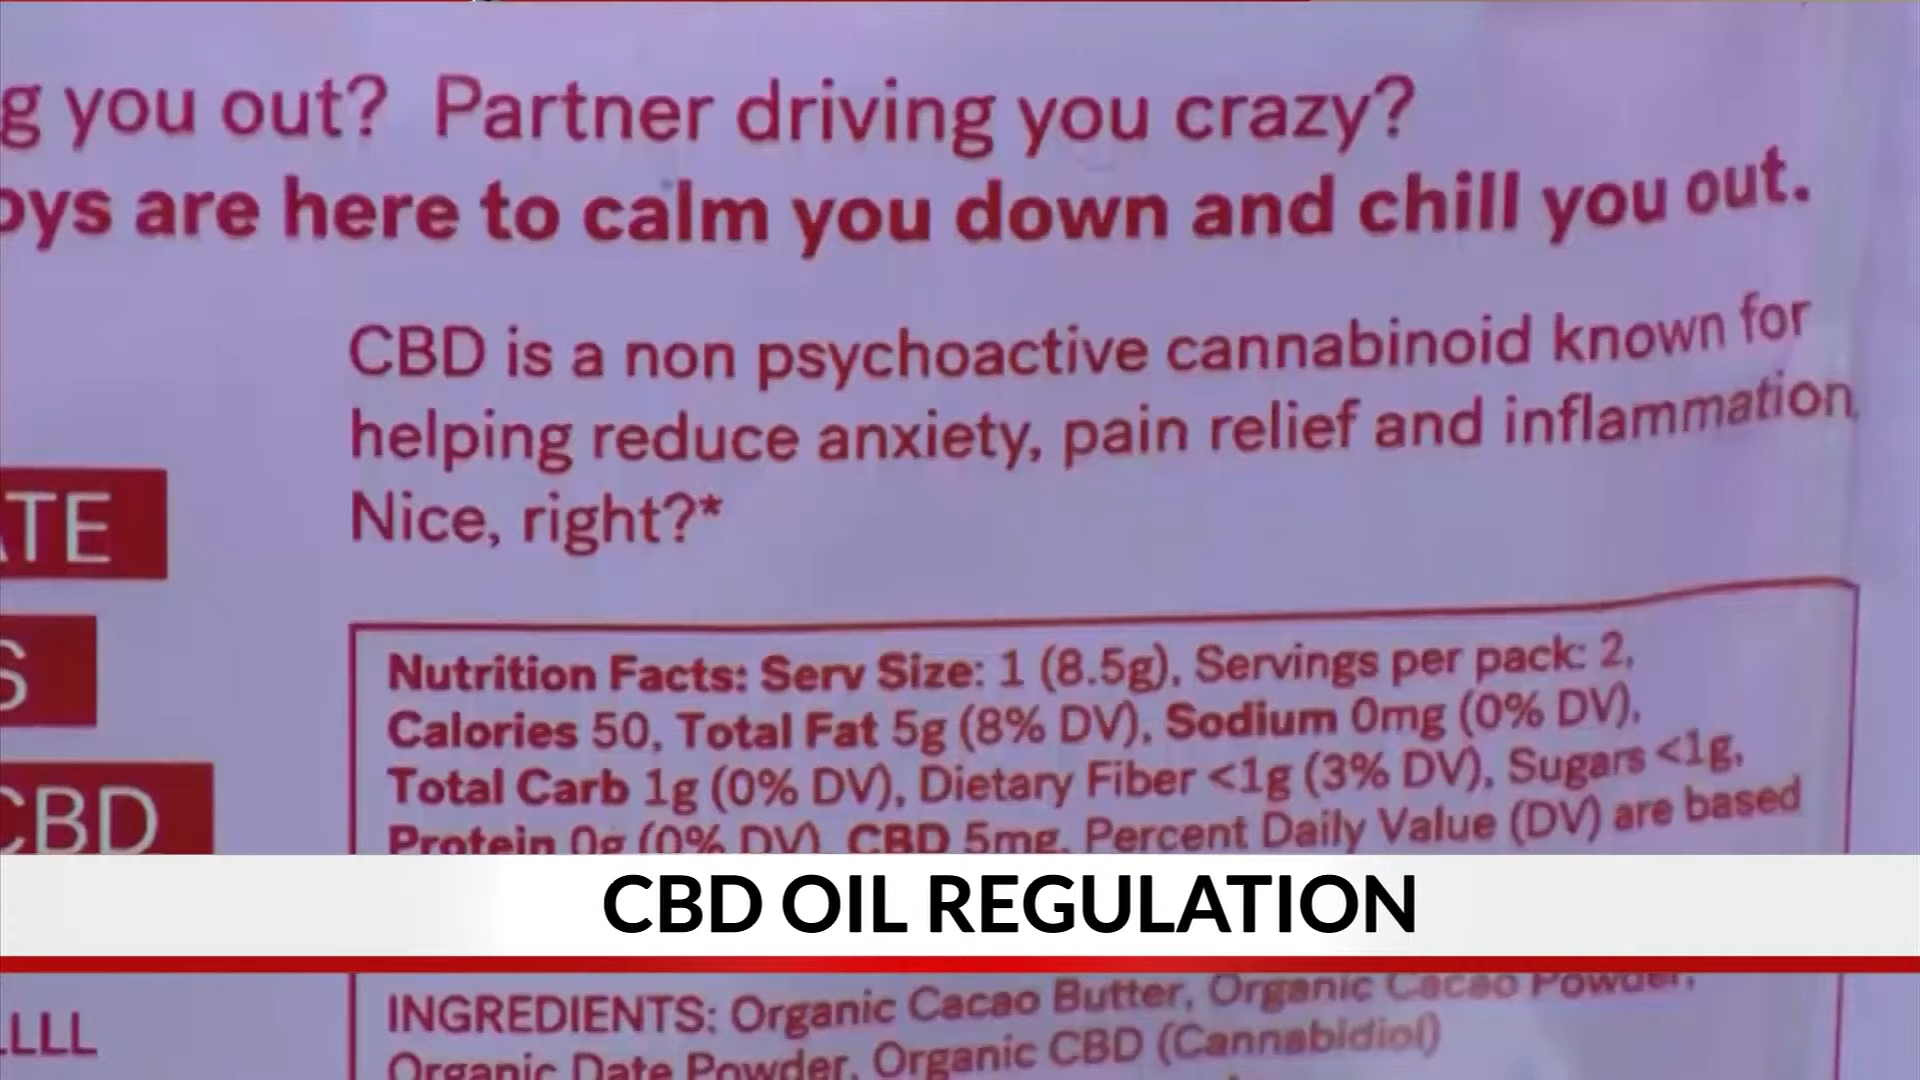 g you out? Partner driving you crazy?
oys are here to calm you down and chill you out.
CBD is a non psychoactive cannabinoid known for
helping reduce anxiety, pain relief and inflammation.
Nice, right?*
ATE
S
CBD
LLLL
Nutrition Facts: Serv Size: 1 (8.5g), Servings per pack: 2,
Calories 50, Total Fat 5g (8% DV), Sodium 0mg (0% DV),
Total Carb 1g (0% DV), Dietary Fiber <1g (3% DV), Sugars <1g,
Protein 0g (0% DV), CBD 5mg, Percent Daily Value (DV) are based
CBD OIL REGULATION
INGREDIENTS: Organic Cacao Butter, Organic Cacao Powder,
Organic Date Powder, Organic CBD (Cannabidiol)